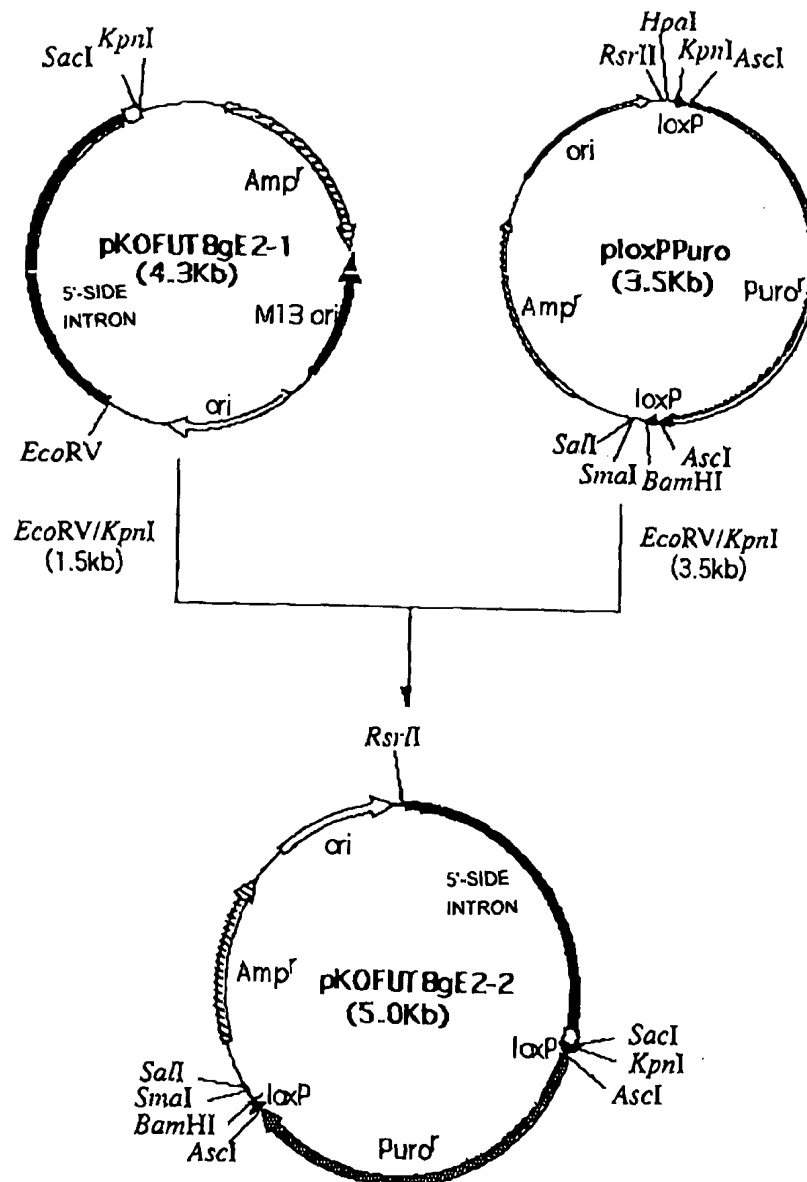 SacI
KpnI
Ampʳ
pKOFUT8gE2-1
(4.3Kb)
5'-SIDE
INTRON
M13 ori
ori
EcoRV
EcoRV/KpnI
(1.5kb)
HpaI
RsrII
KpnI
AscI
loxP
ori
ploxPPuro
(3.5Kb)
Puroʳ
Ampʳ
loxP
SalI
SmaI
BamHI
AscI
EcoRV/KpnI
(3.5kb)
RsrII
ori
5'-SIDE
INTRON
Ampʳ
pKOFUT8gE2-2
(5.0Kb)
loxP
SacI
KpnI
AscI
SalI
SmaI
BamHI
AscI
loxP
Puroʳ